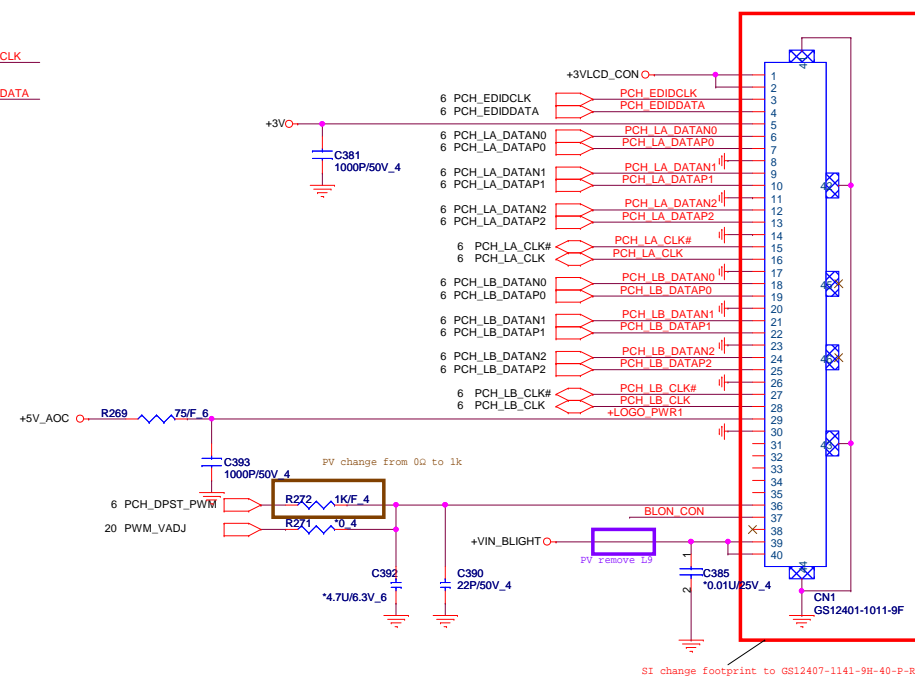 CLK
DATA
+3VLCD_CON
6 PCH_EDIDCLK
PCH_EDIDCLK
6 PCH_EDIDDATA
PCH_EDIDDATA
+3V
C381
1000P/50V_4
6 PCH_LA_DATAN0
PCH_LA_DATAN0
6 PCH_LA_DATAP0
PCH_LA_DATAP0
6 PCH_LA_DATAN1
PCH_LA_DATAN1
6 PCH_LA_DATAP1
PCH_LA_DATAP1
6 PCH_LA_DATAN2
PCH_LA_DATAN2
6 PCH_LA_DATAP2
PCH_LA_DATAP2
6 PCH_LA_CLK#
PCH_LA_CLK#
6 PCH_LA_CLK
PCH_LA_CLK
6 PCH_LB_DATAN0
PCH_LB_DATAN0
6 PCH_LB_DATAP0
PCH_LB_DATAP0
6 PCH_LB_DATAN1
PCH_LB_DATAN1
6 PCH_LB_DATAP1
PCH_LB_DATAP1
6 PCH_LB_DATAN2
PCH_LB_DATAN2
6 PCH_LB_DATAP2
PCH_LB_DATAP2
6 PCH_LB_CLK#
PCH_LB_CLK#
6 PCH_LB_CLK
PCH_LB_CLK
+LOGO_PWR1
+5V_AOC
R269
75/F_6
C393
1000P/50V_4
PV change from 0Ω to 1k
6 PCH_DPST_PWM
R272
1K/F_4
20 PWM_VADJ
R271
*0_4
BLON_CON
+VIN_BLIGHT
PV remove L9
C392
*4.7U/6.3V_6
C390
22P/50V_4
1
C385
*0.01U/25V_4
2
1
2
3
4
5
6
7
8
9
10
11
12
13
14
15
16
17
18
19
20
21
22
23
24
25
26
27
28
29
30
31
32
33
34
35
36
37
38
39
40
CN1
GS12401-1011-9F
SI change footprint to GS12407-1141-9H-40-P-R